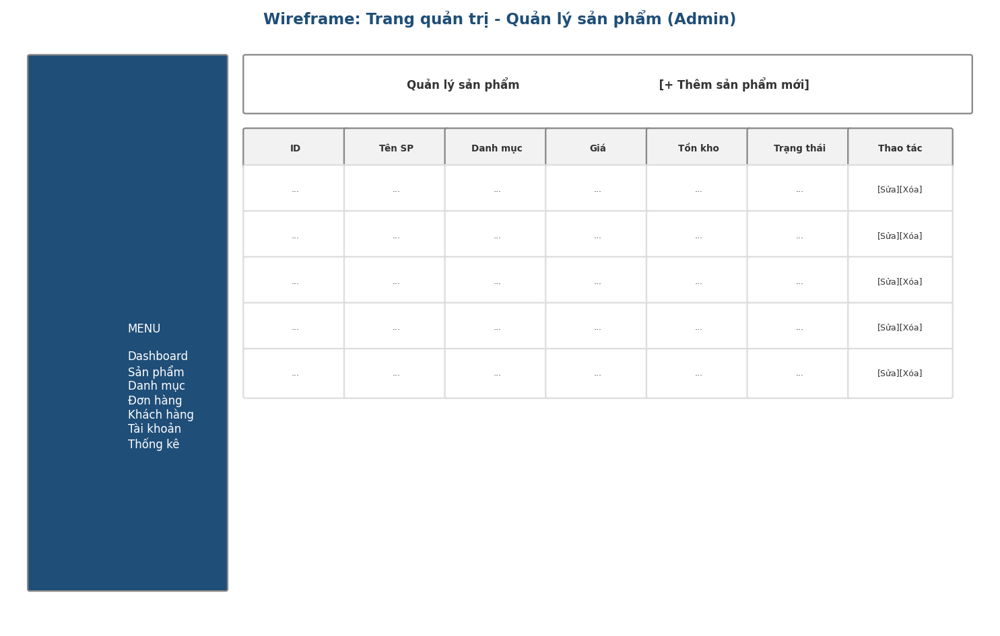 Wireframe: Trang quản trị - Quản lý sản phẩm (Admin)
Quản lý sản phẩm [+ Thêm sản phẩm mới]
ID Tên SP Danh mục Giá Tồn kho Trạng thái Thao tác
... ... ... ... ... ... [Sửa][Xóa]
... ... ... ... ... ... [Sửa][Xóa]
... ... ... ... ... ... [Sửa][Xóa]
... ... ... ... ... ... [Sửa][Xóa]
... ... ... ... ... ... [Sửa][Xóa]
MENU
Dashboard
Sản phẩm
Danh mục
Đơn hàng
Khách hàng
Tài khoản
Thống kê